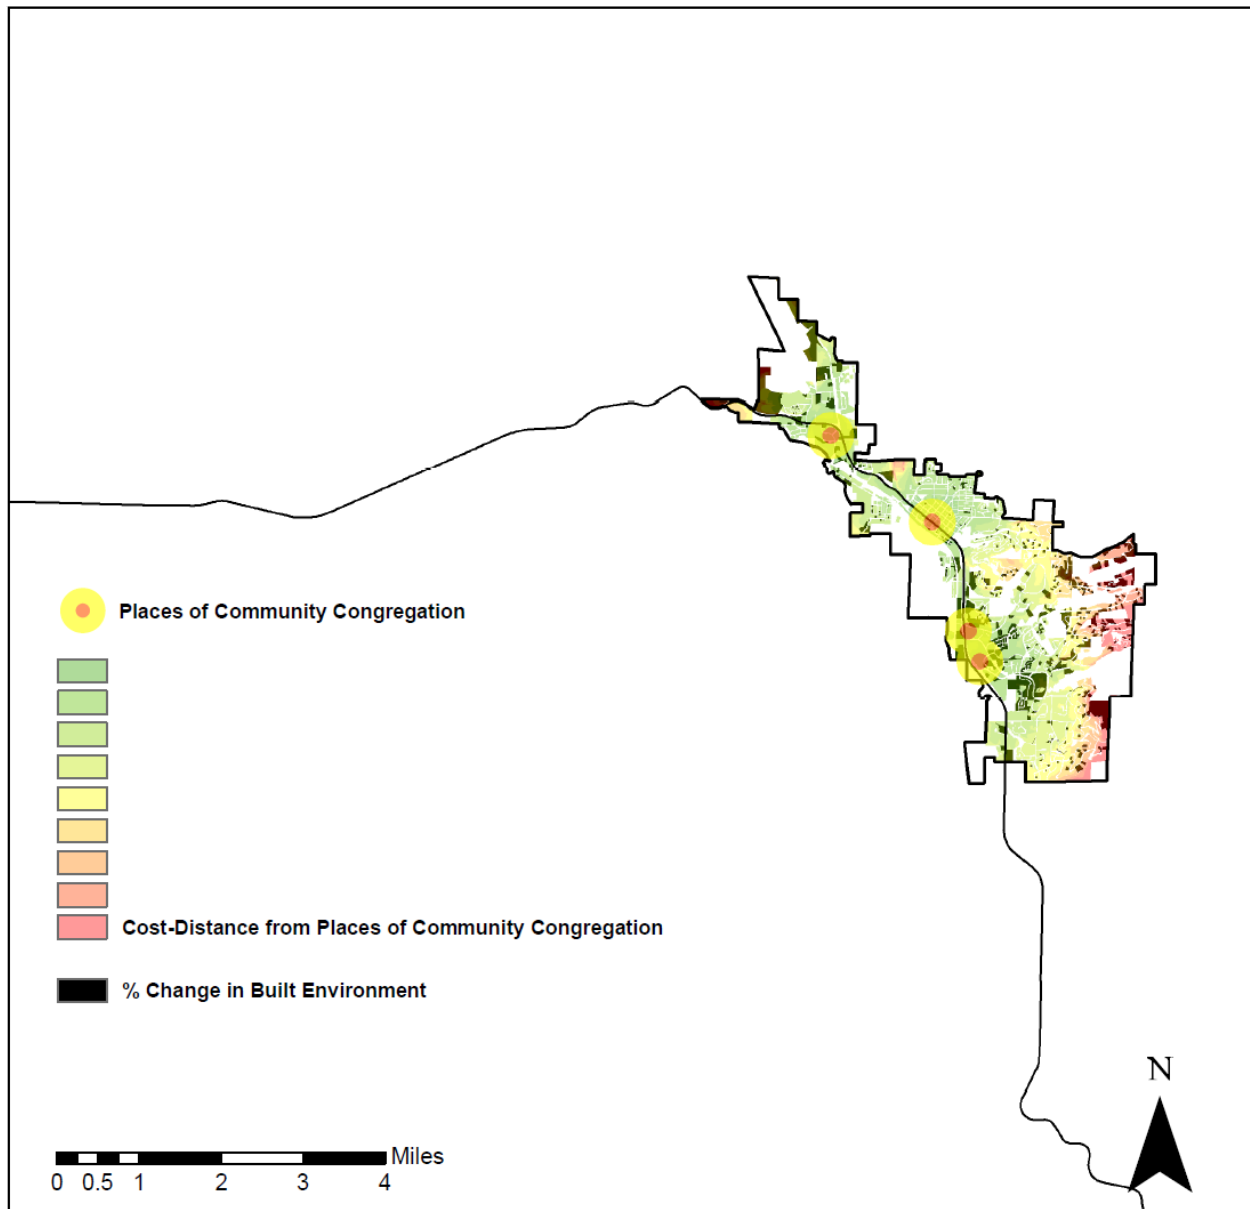 Places of Community Congregation
Cost-Distance from Places of Community Congregation
% Change in Built Environment
N
Miles
0 0.5 1 2 3 4